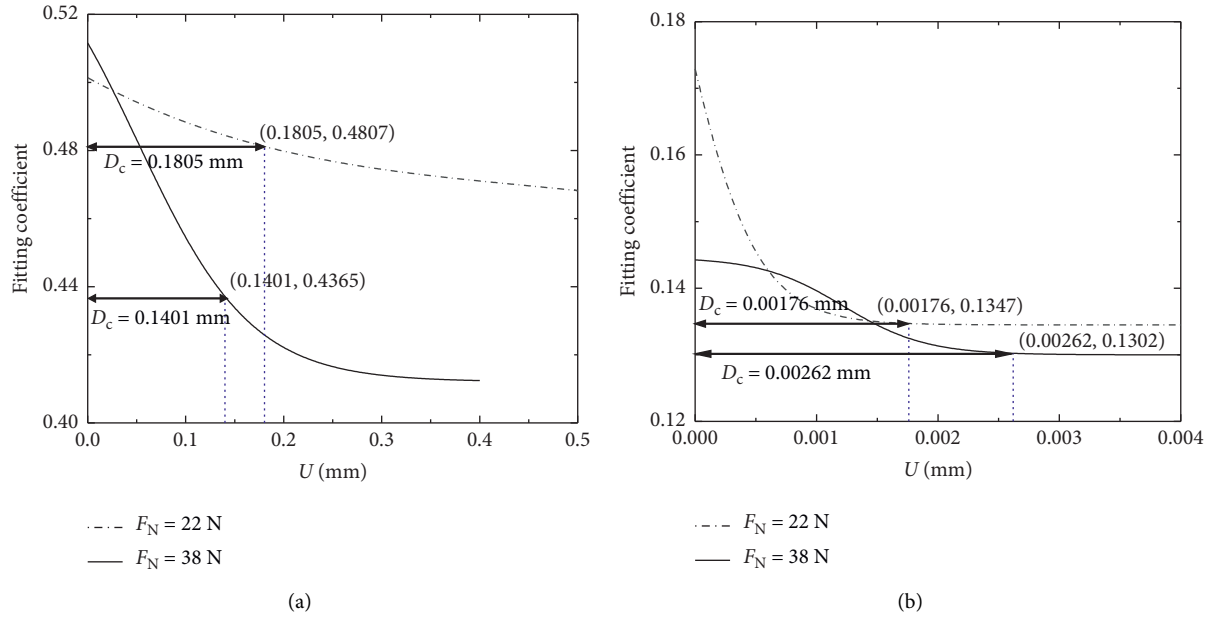 0.52
0.48
0.44
0.40
Fitting coefficient
(0.1805, 0.4807)
D_c = 0.1805 mm
(0.1401, 0.4365)
D_c = 0.1401 mm
0.0 0.1 0.2 0.3 0.4 0.5
U (mm)
F_N = 22 N
F_N = 38 N
(a)
0.18
0.16
0.14
0.12
Fitting coefficient
D_c = 0.00176 mm
(0.00176, 0.1347)
(0.00262, 0.1302)
D_c = 0.00262 mm
0.000 0.001 0.002 0.003 0.004
U (mm)
F_N = 22 N
F_N = 38 N
(b)